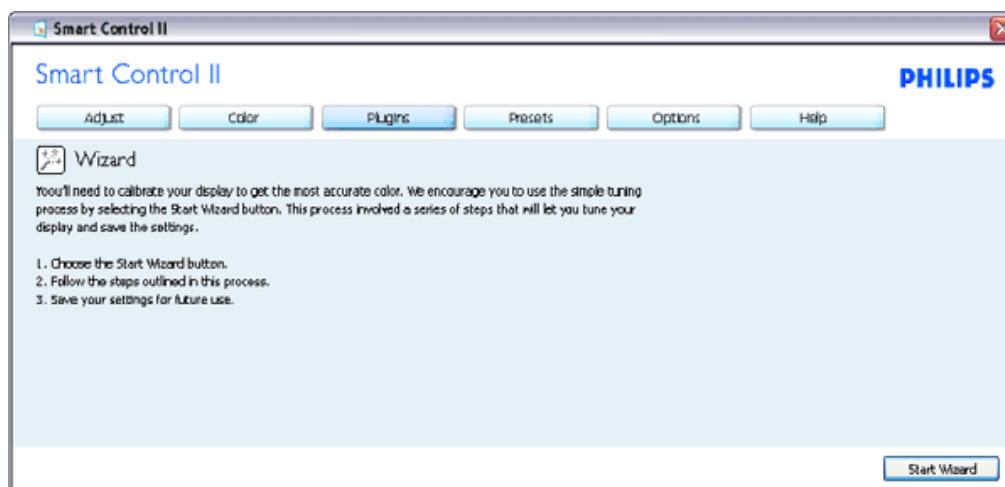 Smart Control II
Smart Control II
PHILIPS
Adjust Color Plugins Presets Options Help
Wizard
Yoou'll need to calibrate your display to get the most accurate color. We encourage you to use the simple tuning
process by selecting the Start Wizard button. This process involved a series of steps that will let you tune your
display and save the settings.
1. Choose the Start Wizard button.
2. Follow the steps outlined in this process.
3. Save your settings for future use.
Start Wizard